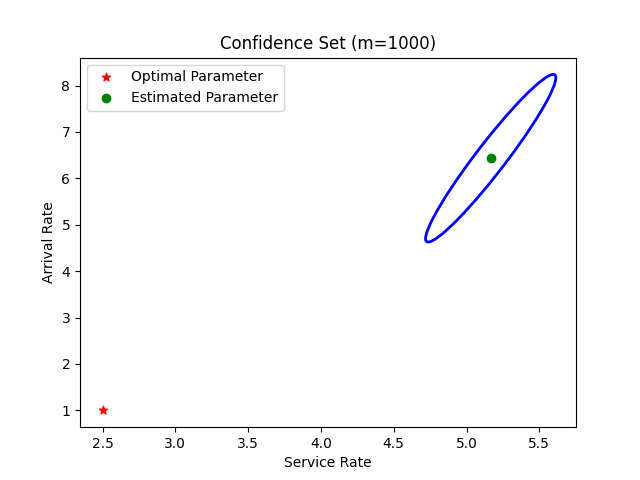 Confidence Set (m=1000)
Optimal Parameter
Estimated Parameter
Arrival Rate
8
7
6
5
4
3
2
1
2.5 3.0 3.5 4.0 4.5 5.0 5.5
Service Rate